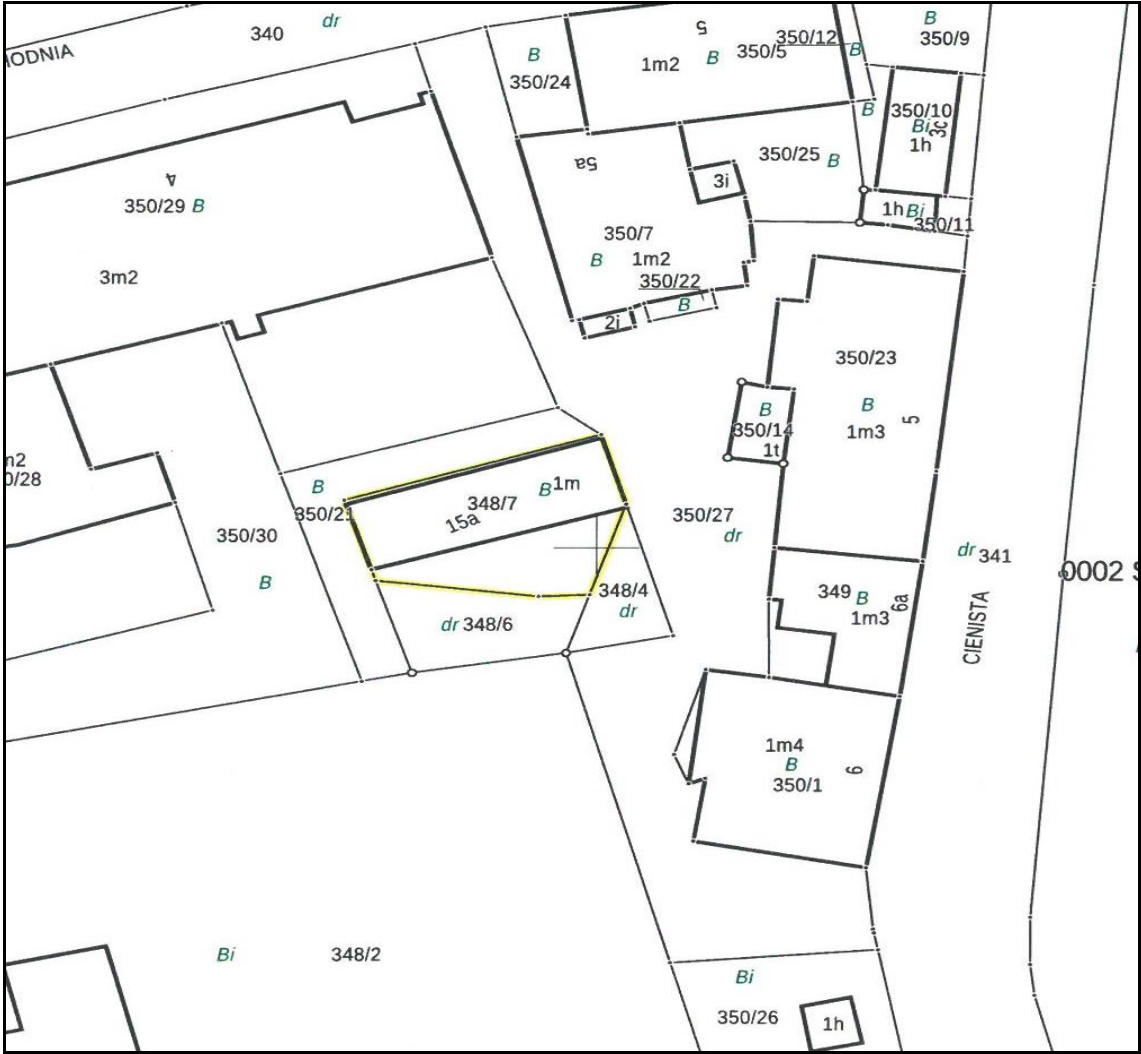 340
dr
IODNIA
B
350/24
5
1m2
B
350/5
350/12
B
B
350/9
350/10
Bi
3c
1h
B
350/25
B
5a
3i
4
350/29 B
3m2
1h
Bi
350/11
350/7
B
1m2
350/22
B
2j
350/23
B
1m3
5
B
350/14
1t
0/28
B
350/21
350/30
B
348/7
B
1m
15a
350/27
dr
348/4
dr
dr 348/6
dr 341
0002
349 B
1m3
6a
CIENISTA
1m4
B
350/1
6
Bi
348/2
Bi
350/26
1h